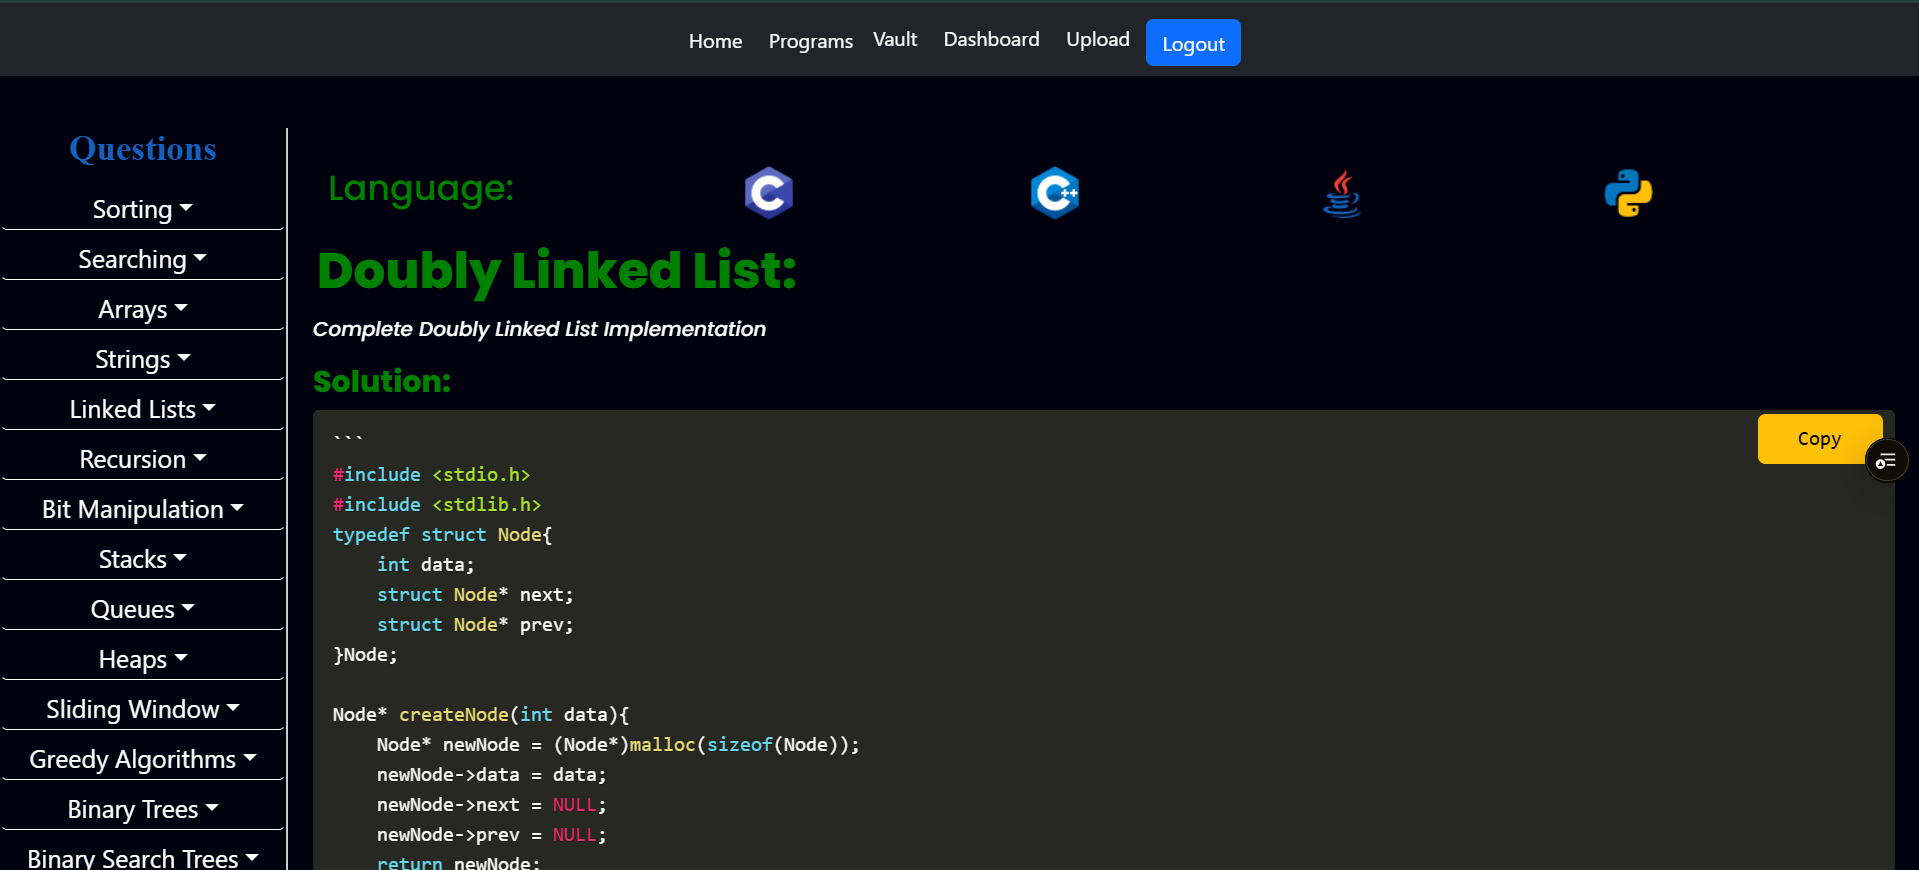 Home Programs Vault Dashboard Upload Logout
Questions
Sorting
Searching
Arrays
Strings
Linked Lists
Recursion
Bit Manipulation
Stacks
Queues
Heaps
Sliding Window
Greedy Algorithms
Binary Trees
Binary Search Trees
Language: C C++
Doubly Linked List:
Complete Doubly Linked List Implementation
Solution:
Copy
```
#include <stdio.h>
#include <stdlib.h>
typedef struct Node{
    int data;
    struct Node* next;
    struct Node* prev;
}Node;

Node* createNode(int data){
    Node* newNode = (Node*)malloc(sizeof(Node));
    newNode->data = data;
    newNode->next = NULL;
    newNode->prev = NULL;
    return newNode;